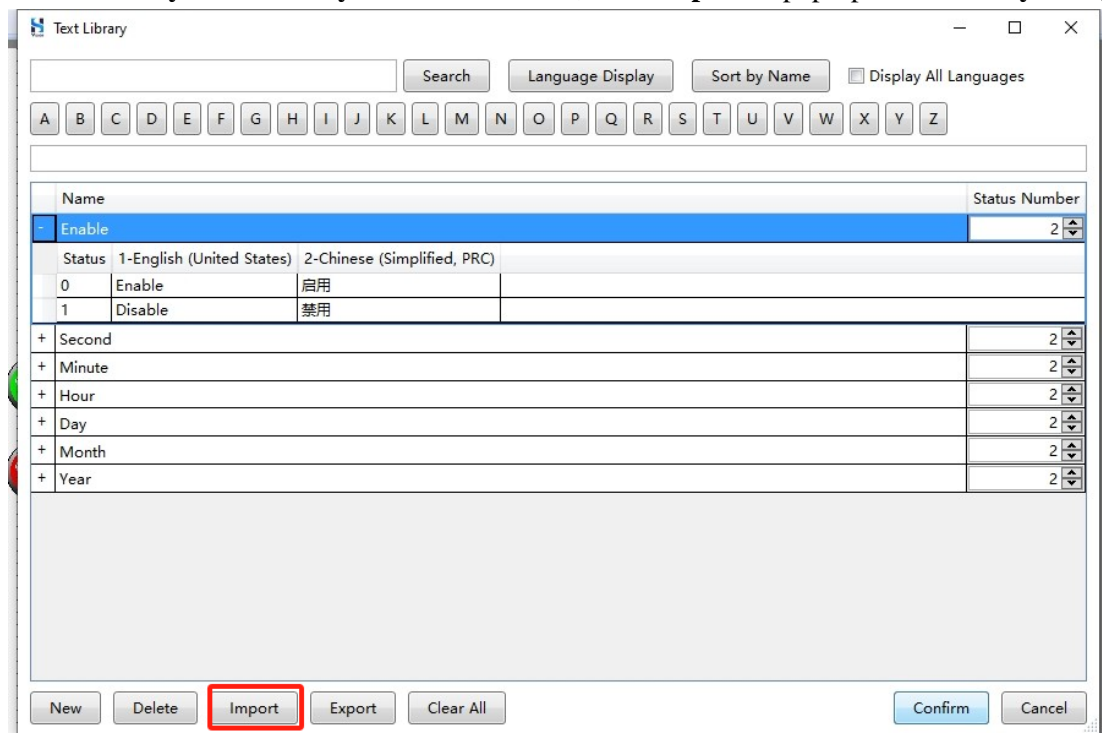 Text Library
Search Language Display Sort by Name Display All Languages
A B C D E F G H I J K L M N O P Q R S T U V W X Y Z
Name Status Number
- Enable 2
Status 1-English (United States) 2-Chinese (Simplified, PRC)
0 Enable 启用
1 Disable 禁用
+ Second 2
+ Minute 2
+ Hour 2
+ Day 2
+ Month 2
+ Year 2
New Delete Import Export Clear All Confirm Cancel